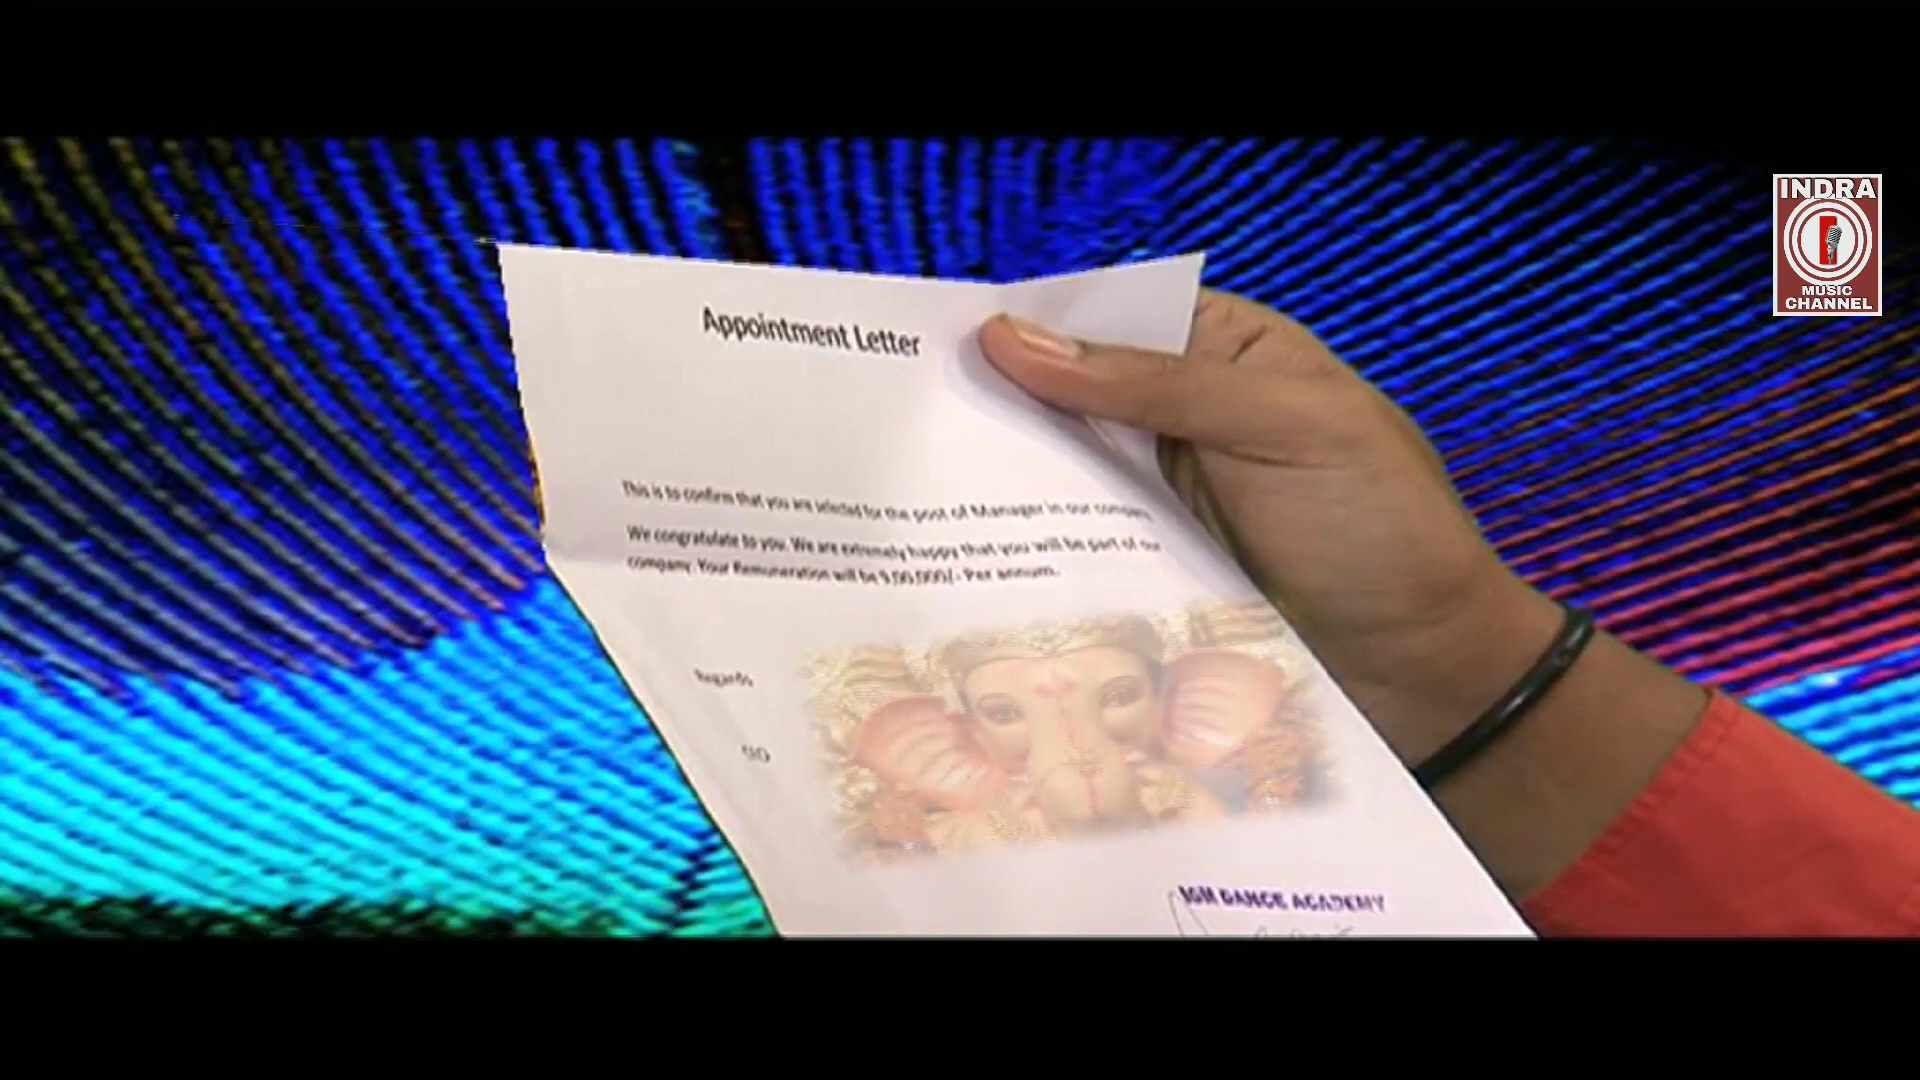 INDRA
MUSIC
CHANNEL
Appointment Letter
This is to confirm that you are selected for the post of Manager in our company
We congratulate to you. We are extremely happy that you will be part of our
company. Your Remuneration will be 9,00,000/- Per annum.
Regards
DANCE ACADEMY